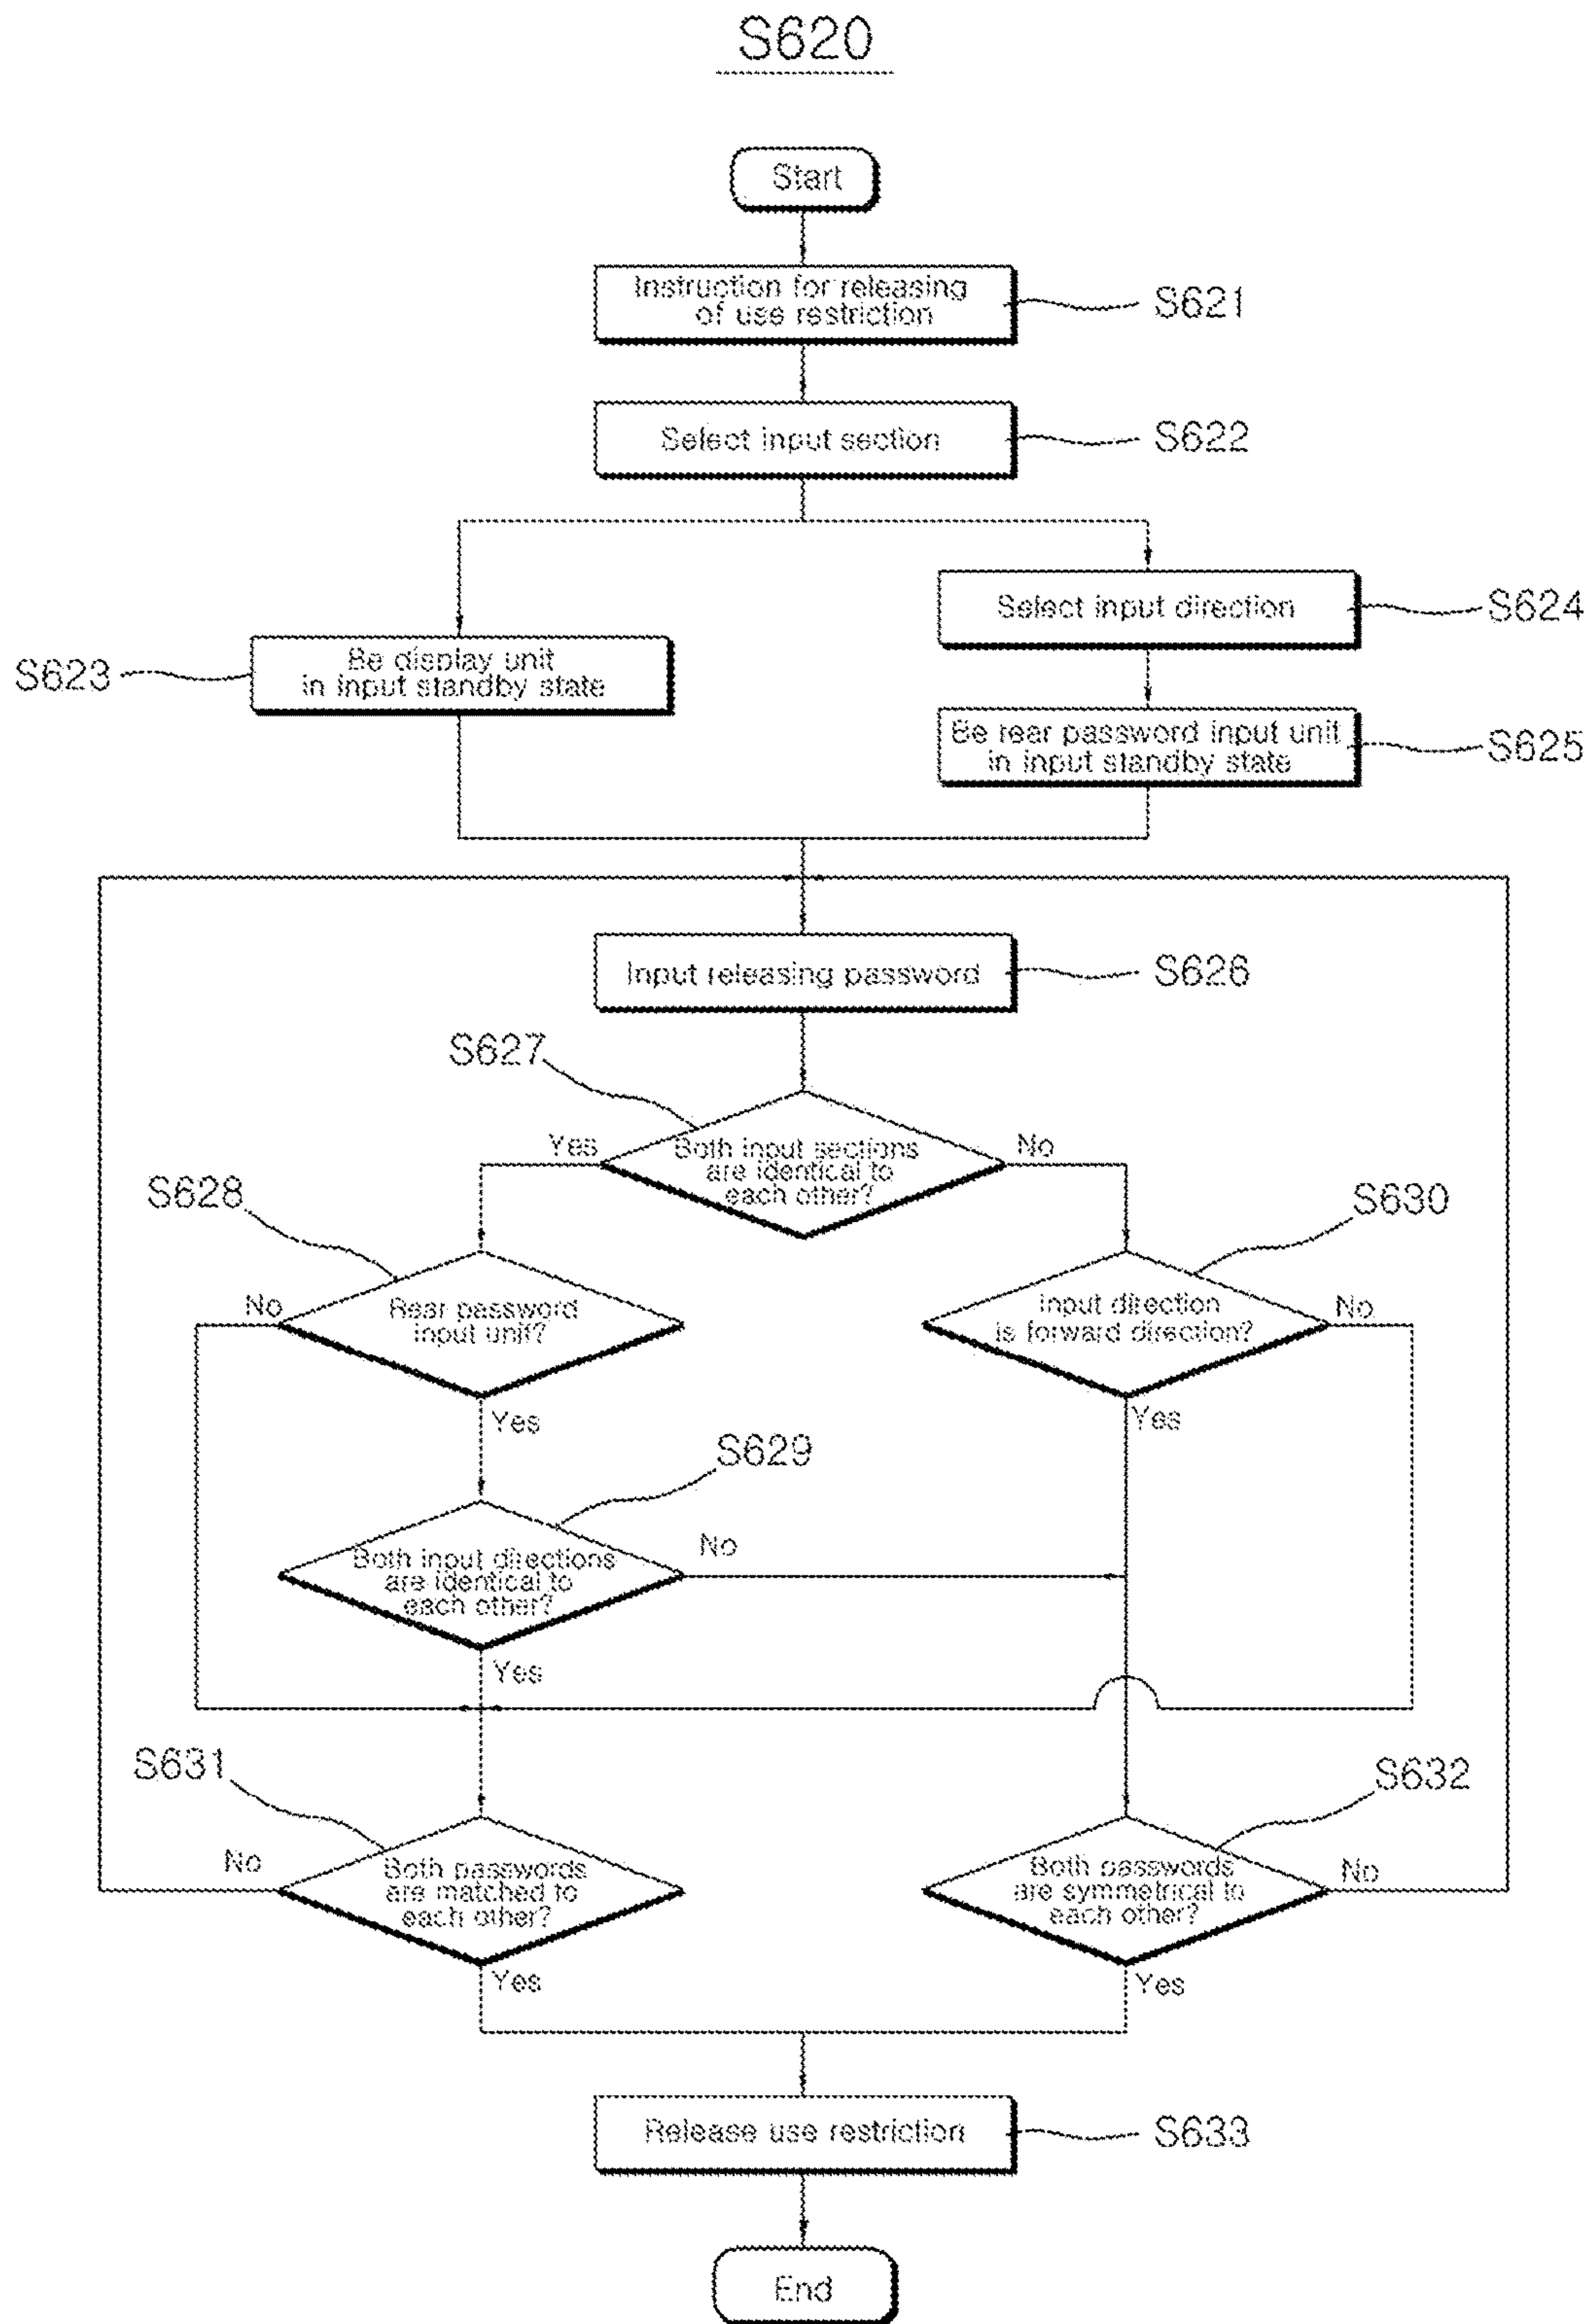 S620
Start
Instruction for releasing
of use restriction
S621
Select input section
S622
Select input direction
S624
Be display unit
in input standby state
S623
Be rear password input unit
in input standby state
S625
Input releasing password
S626
S627
Both input sections
are identical to
each other?
Yes
No
S628
Rear password
input unit?
No
Yes
S630
Input direction
is forward direction?
No
Yes
S629
Both input directions
are identical to
each other?
No
Yes
S631
Both passwords
are matched to
each other?
No
Yes
S632
Both passwords
are symmetrical to
each other?
No
Yes
Release use restriction
S633
End